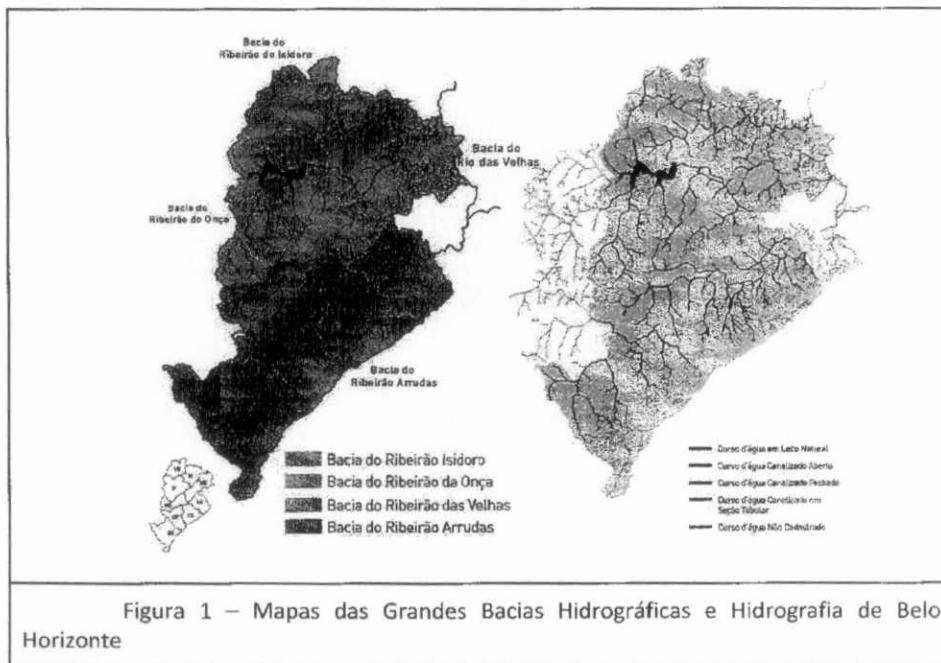 Bacia do
Ribeirão do Isidoro
Bacia do
Rio das Velhas
Bacia do
Ribeirão do Onça
Bacia do
Ribeirão Arrudas
Bacia do Ribeirão Isidoro
Bacia do Ribeirão da Onça
Bacia do Ribeirão das Velhas
Bacia do Ribeirão Arrudas
Curso d'água em Leito Natural
Curso d'água Canalizado Aberto
Curso d'água Canalizado Fechado
Curso d'água Canalizado em
Seção Tubular
Curso d'água Não Cadastrado
Figura 1 – Mapas das Grandes Bacias Hidrográficas e Hidrografia de Belo
Horizonte